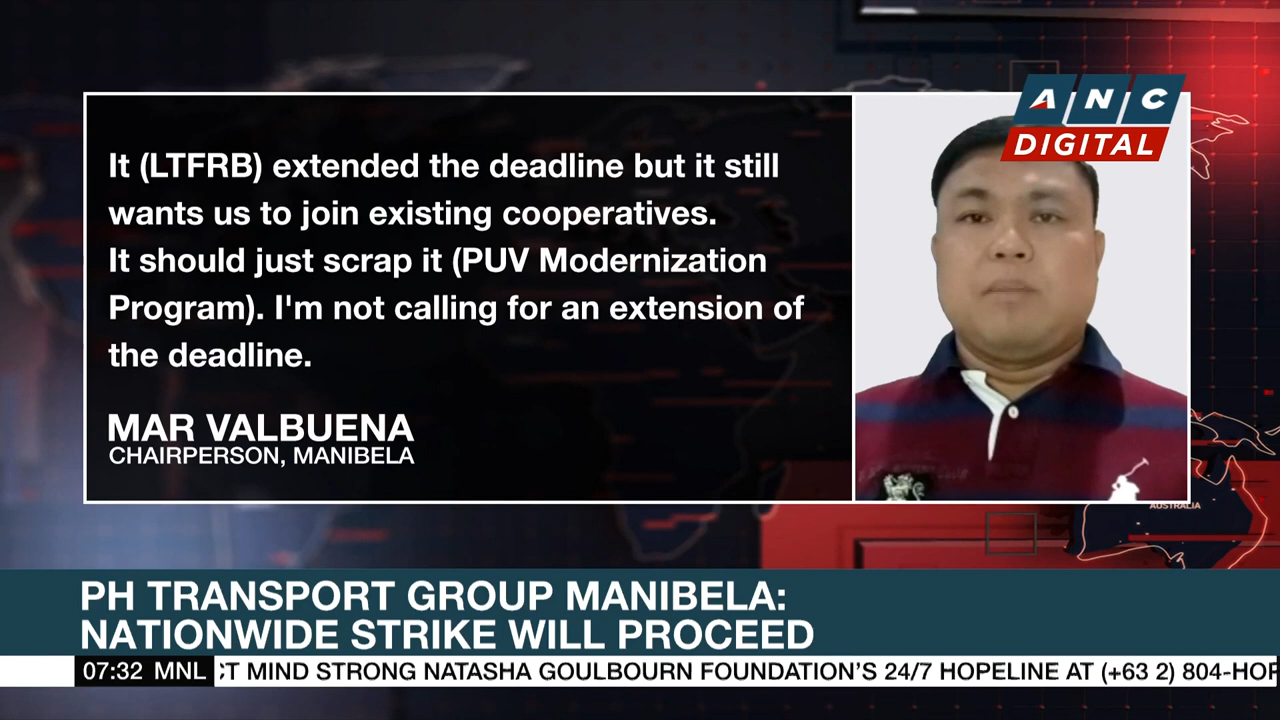 ANC
DIGITAL
It (LTFRB) extended the deadline but it still
wants us to join existing cooperatives.
It should just scrap it (PUV Modernization
Program). I'm not calling for an extension of
the deadline.
MAR VALBUENA
CHAIRPERSON, MANIBELA
AUSTRALIA
PH TRANSPORT GROUP MANIBELA:
NATIONWIDE STRIKE WILL PROCEED
07:32 MNL
CT MIND STRONG NATASHA GOULBOURN FOUNDATION'S 24/7 HOPELINE AT (+63 2) 804-HOP